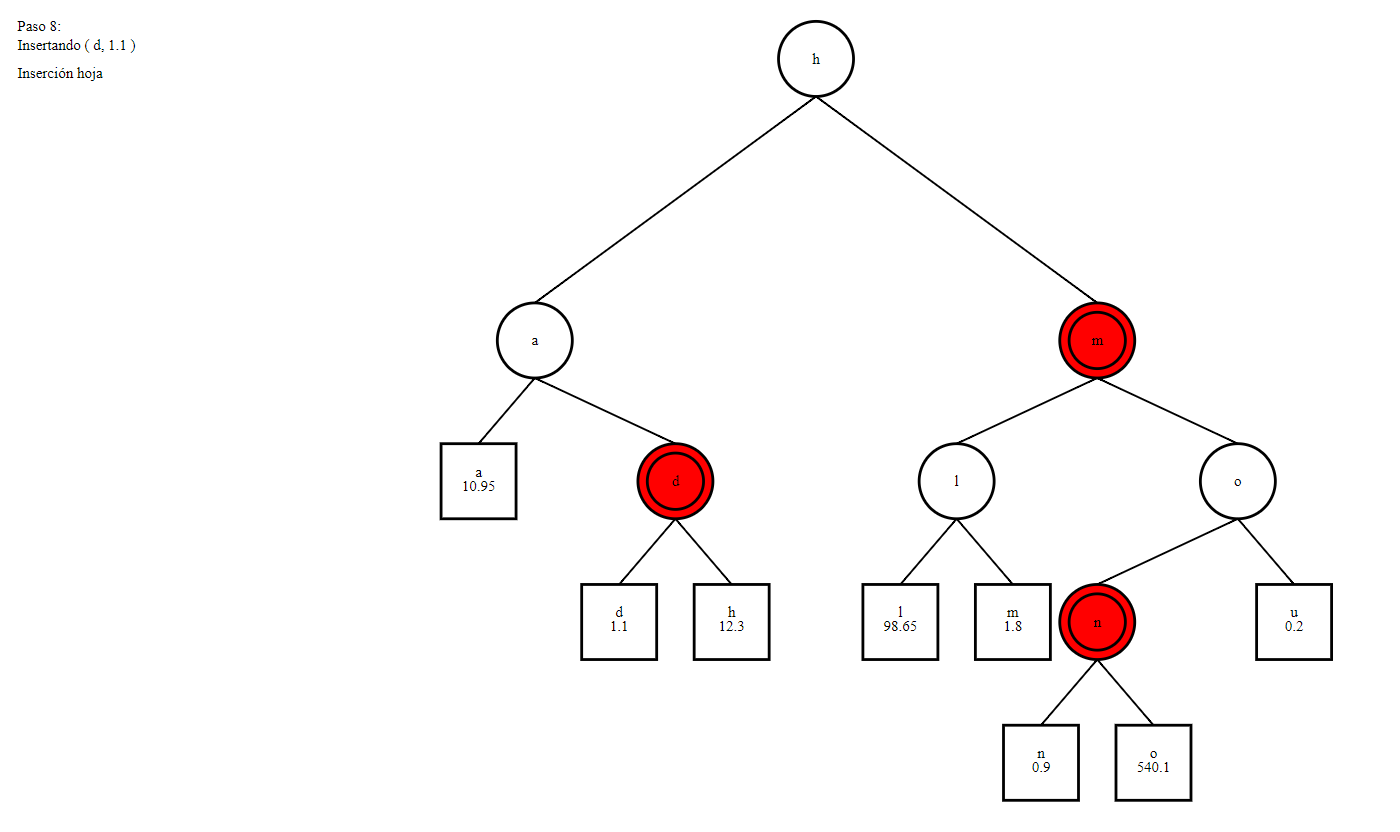 Paso 8:
Insertando ( d, 1.1 )
Inserción hoja
h
a
m
a
10.95
d
l
o
d
1.1
h
12.3
l
98.65
m
1.8
n
u
0.2
n
0.9
o
540.1